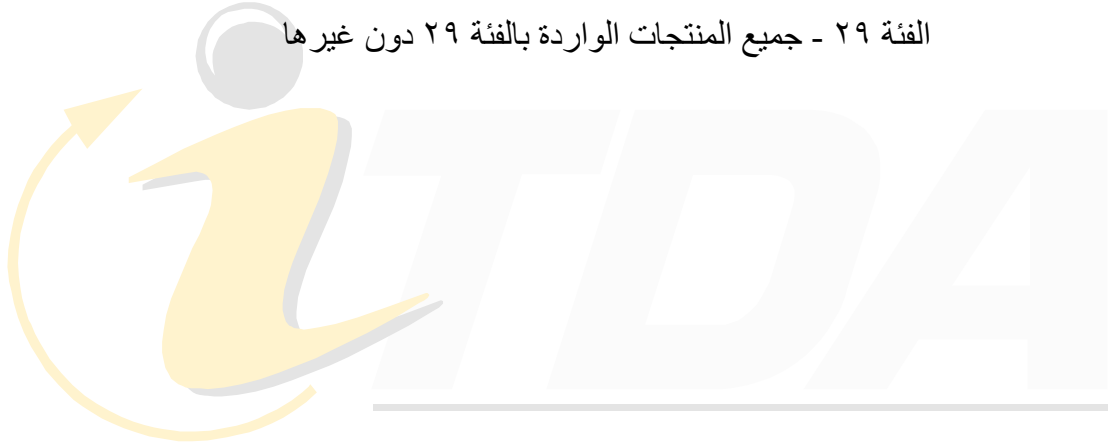 الفئة ٢٩ - جميع المنتجات الواردة بالفئة ٢٩ دون غيرها
iTDA